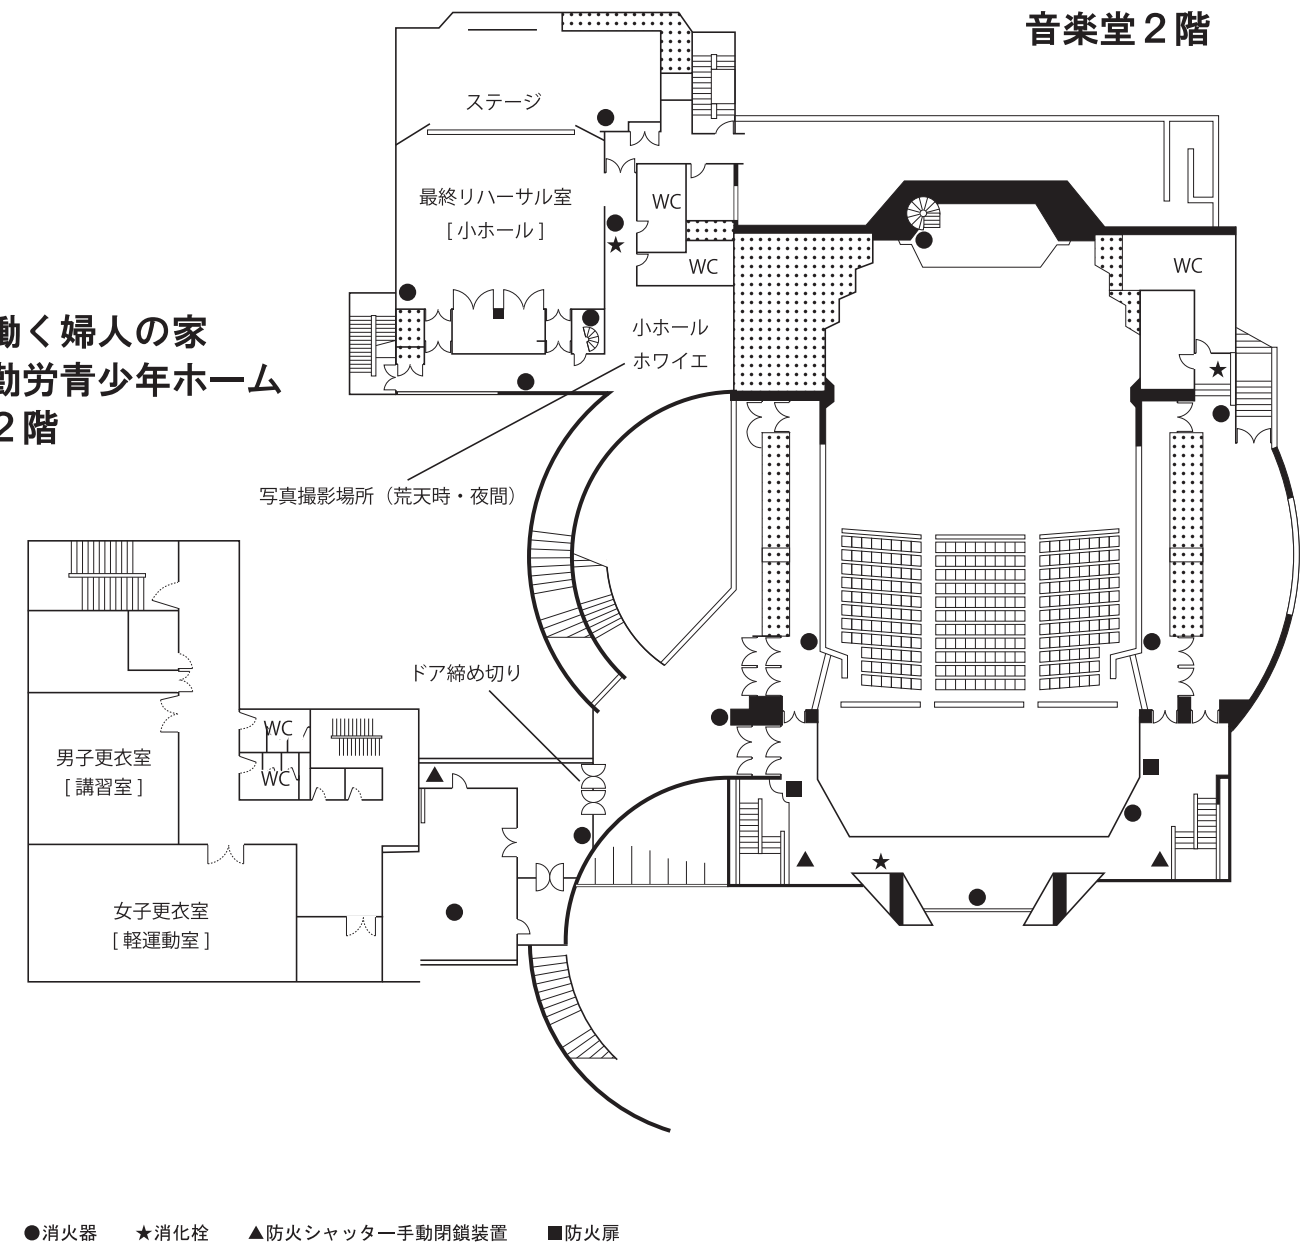 音楽堂２階
ステージ
最終リハーサル室
[ 小ホール ]
WC
WC
WC
小ホール
ホワイエ
働く婦人の家
勤労青少年ホーム
２階
写真撮影場所（荒天時・夜間）
ドア締め切り
WC
WC
男子更衣室
[ 講習室 ]
女子更衣室
[ 軽運動室 ]
●消火器　★消化栓　▲防火シャッター手動閉鎖装置　■防火扉